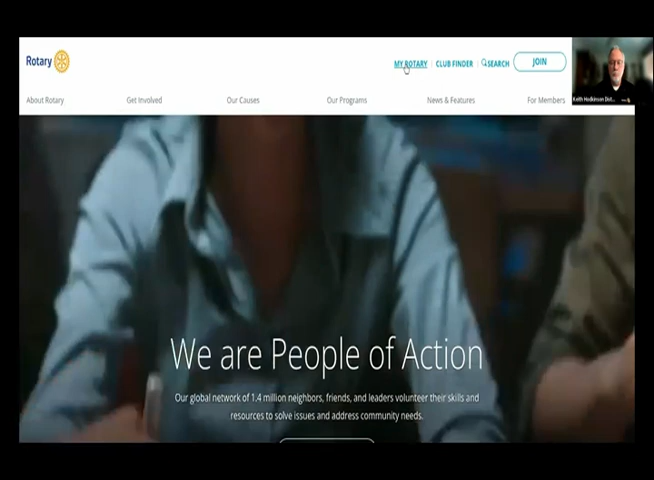 Rotary
MY ROTARY
CLUB FINDER
SEARCH
JOIN
About Rotary
Get Involved
Our Causes
Our Programs
News & Features
For Members
Keith Hodkinson
We are People of Action
Our global network of 1.4 million neighbors, friends, and leaders volunteer their skills and
resources to solve issues and address community needs.